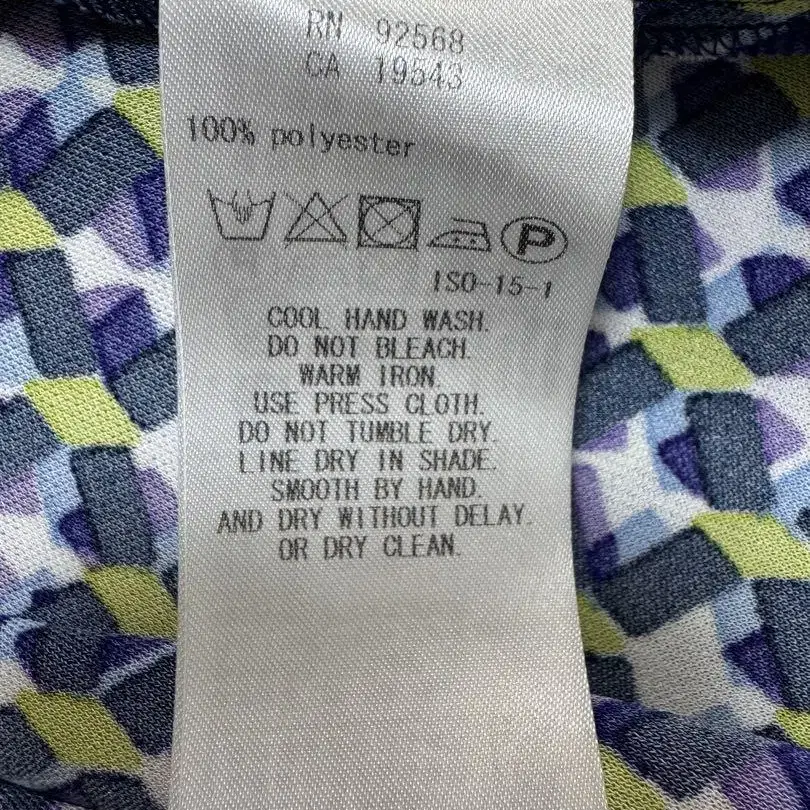 RN 92568
CA 19543
100% polyester
P
ISO-15-1
COOL HAND WASH.
DO NOT BLEACH.
WARM IRON.
USE PRESS CLOTH.
DO NOT TUMBLE DRY.
LINE DRY IN SHADE.
SMOOTH BY HAND.
AND DRY WITHOUT DELAY.
OR DRY CLEAN.